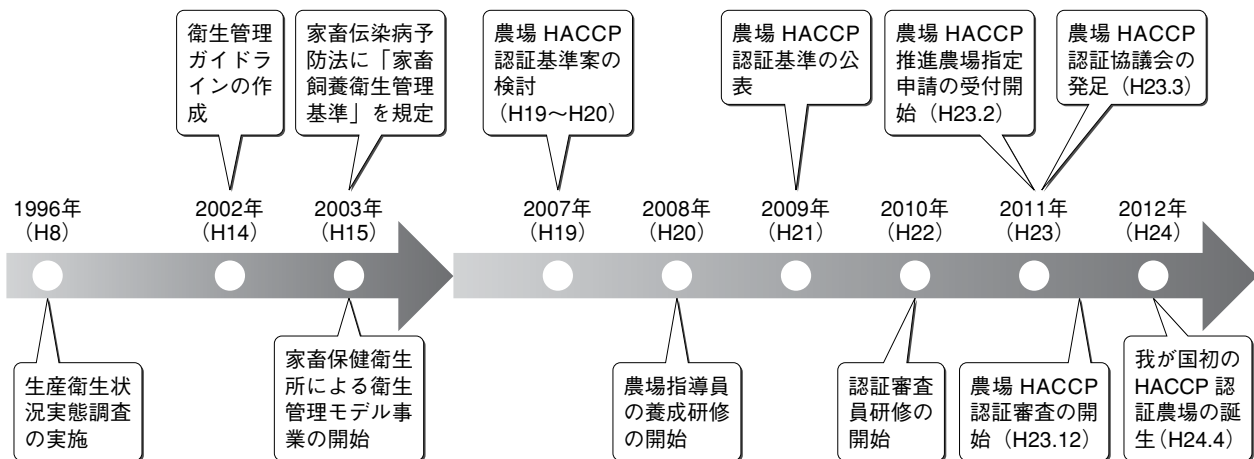 衛生管理
ガイドラ
インの作
成
家畜伝染病予
防法に「家畜
飼養衛生管理
基準」を規定
農場 HACCP
認証基準案の
検討
（H19～H20）
農場 HACCP
認証基準の公
表
農場 HACCP
推進農場指定
申請の受付開
始（H23.2）
農場 HACCP
認証協議会の
発足（H23.3）
1996年
（H8）
2002年
（H14）
2003年
（H15）
2007年
（H19）
2008年
（H20）
2009年
（H21）
2010年
（H22）
2011年
（H23）
2012年
（H24）
生産衛生状
況実態調査
の実施
家畜保健衛生
所による衛生
管理モデル事
業の開始
農場指導員
の養成研修
の開始
認証審査
員研修の
開始
農場 HACCP
認証審査の開
始（H23.12）
我が国初の
HACCP 認
証農場の誕
生（H24.4）